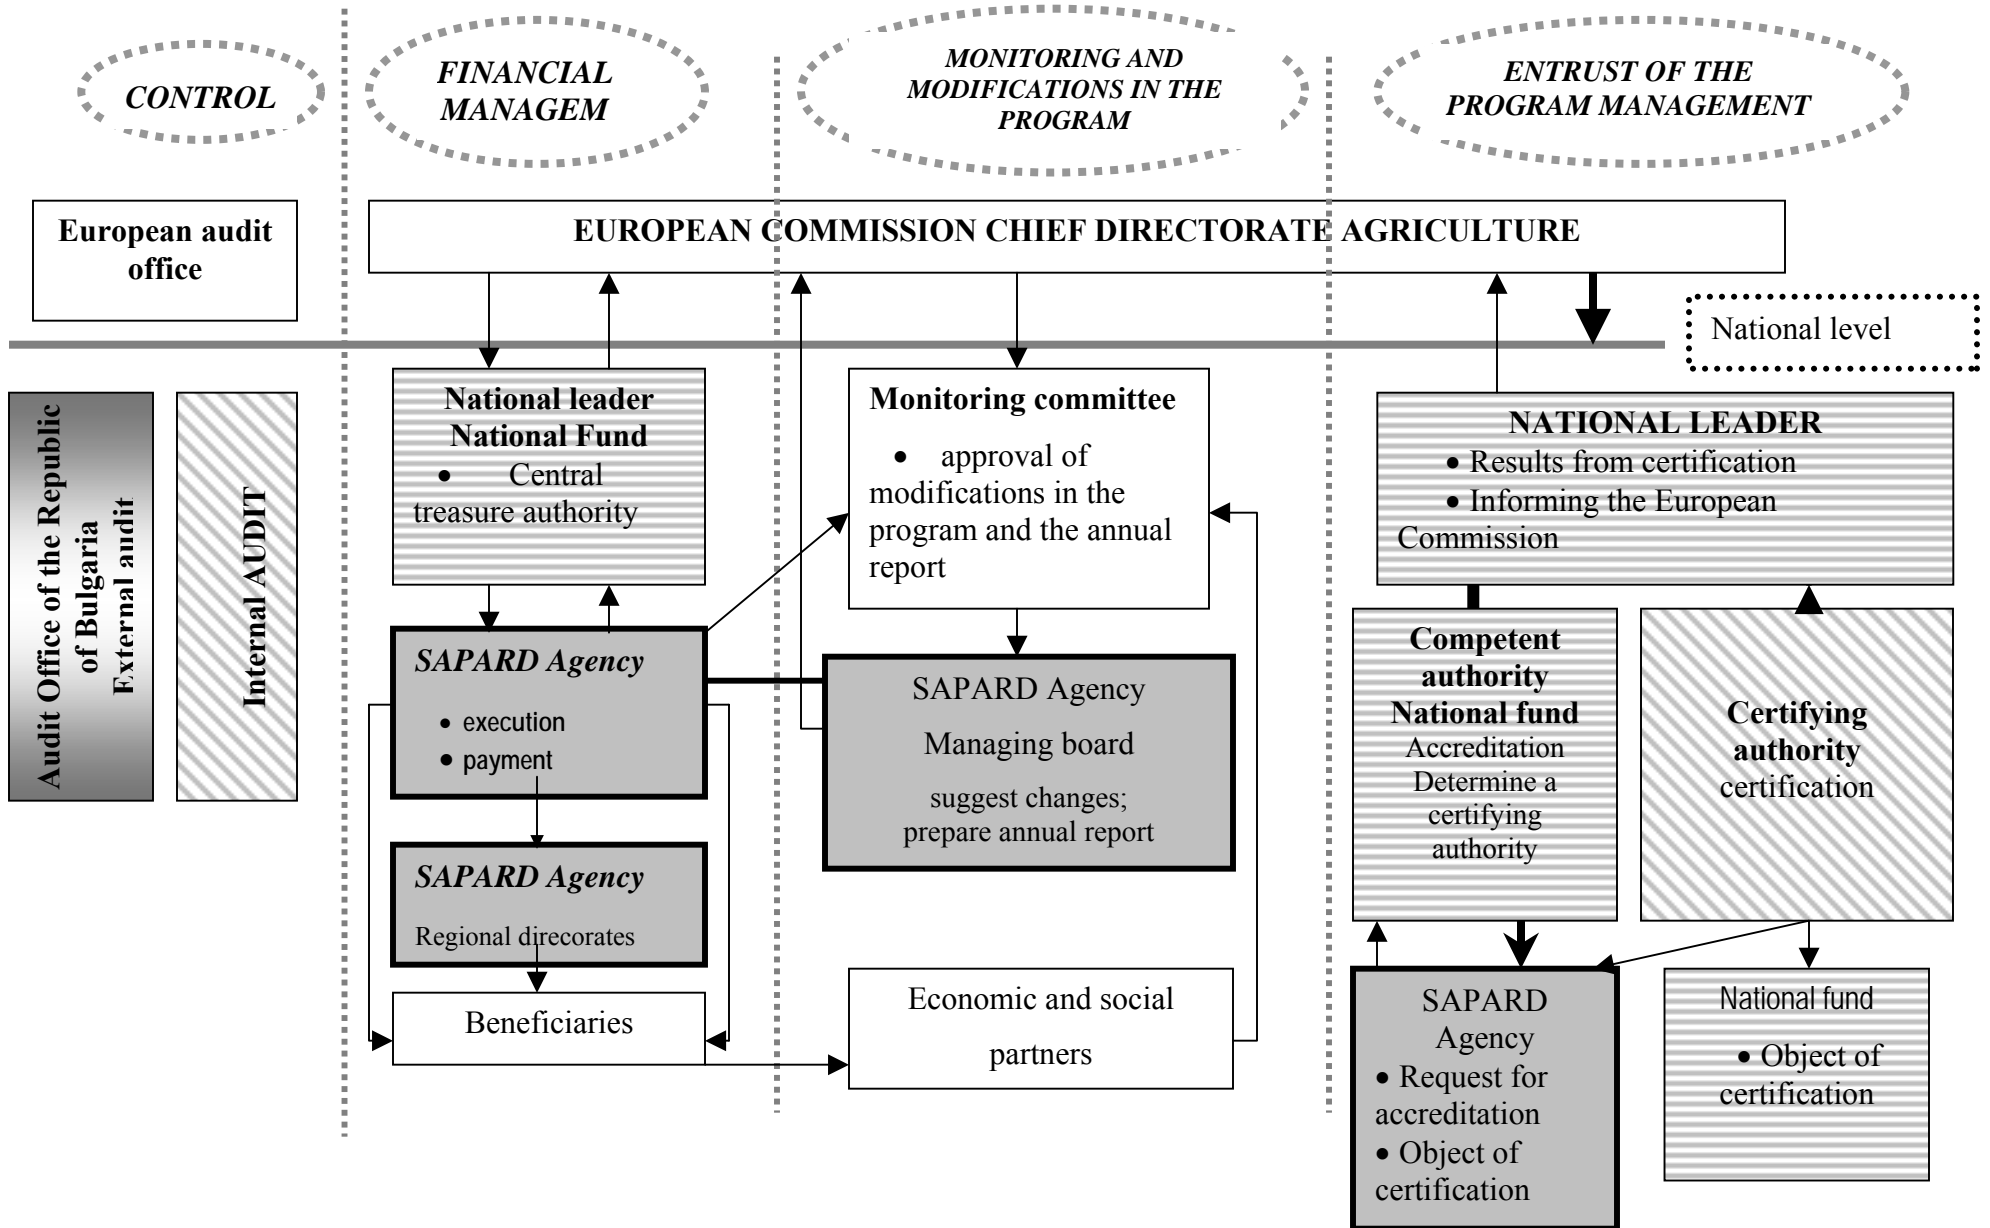 CONTROL
FINANCIAL
MANAGEM
MONITORING AND
MODIFICATIONS IN THE
PROGRAM
ENTRUST OF THE
PROGRAM MANAGEMENT
European audit
office
EUROPEAN COMMISSION CHIEF DIRECTORATE AGRICULTURE
National level
Audit Office of the Republic
of Bulgaria
External audit
Internal AUDIT
National leader
National Fund
• Central
treasure authority
SAPARD Agency
• execution
• payment
SAPARD Agency
Regional direcorates
Beneficiaries
Monitoring committee
• approval of
modifications in the
program and the annual
report
SAPARD Agency
Managing board
suggest changes;
prepare annual report
Economic and social
partners
NATIONAL LEADER
• Results from certification
• Informing the European
Commission
Competent
authority
National fund
Accreditation
Determine a
certifying
authority
Certifying
authority
certification
SAPARD
Agency
• Request for
accreditation
• Object of
certification
National fund
• Object of
certification